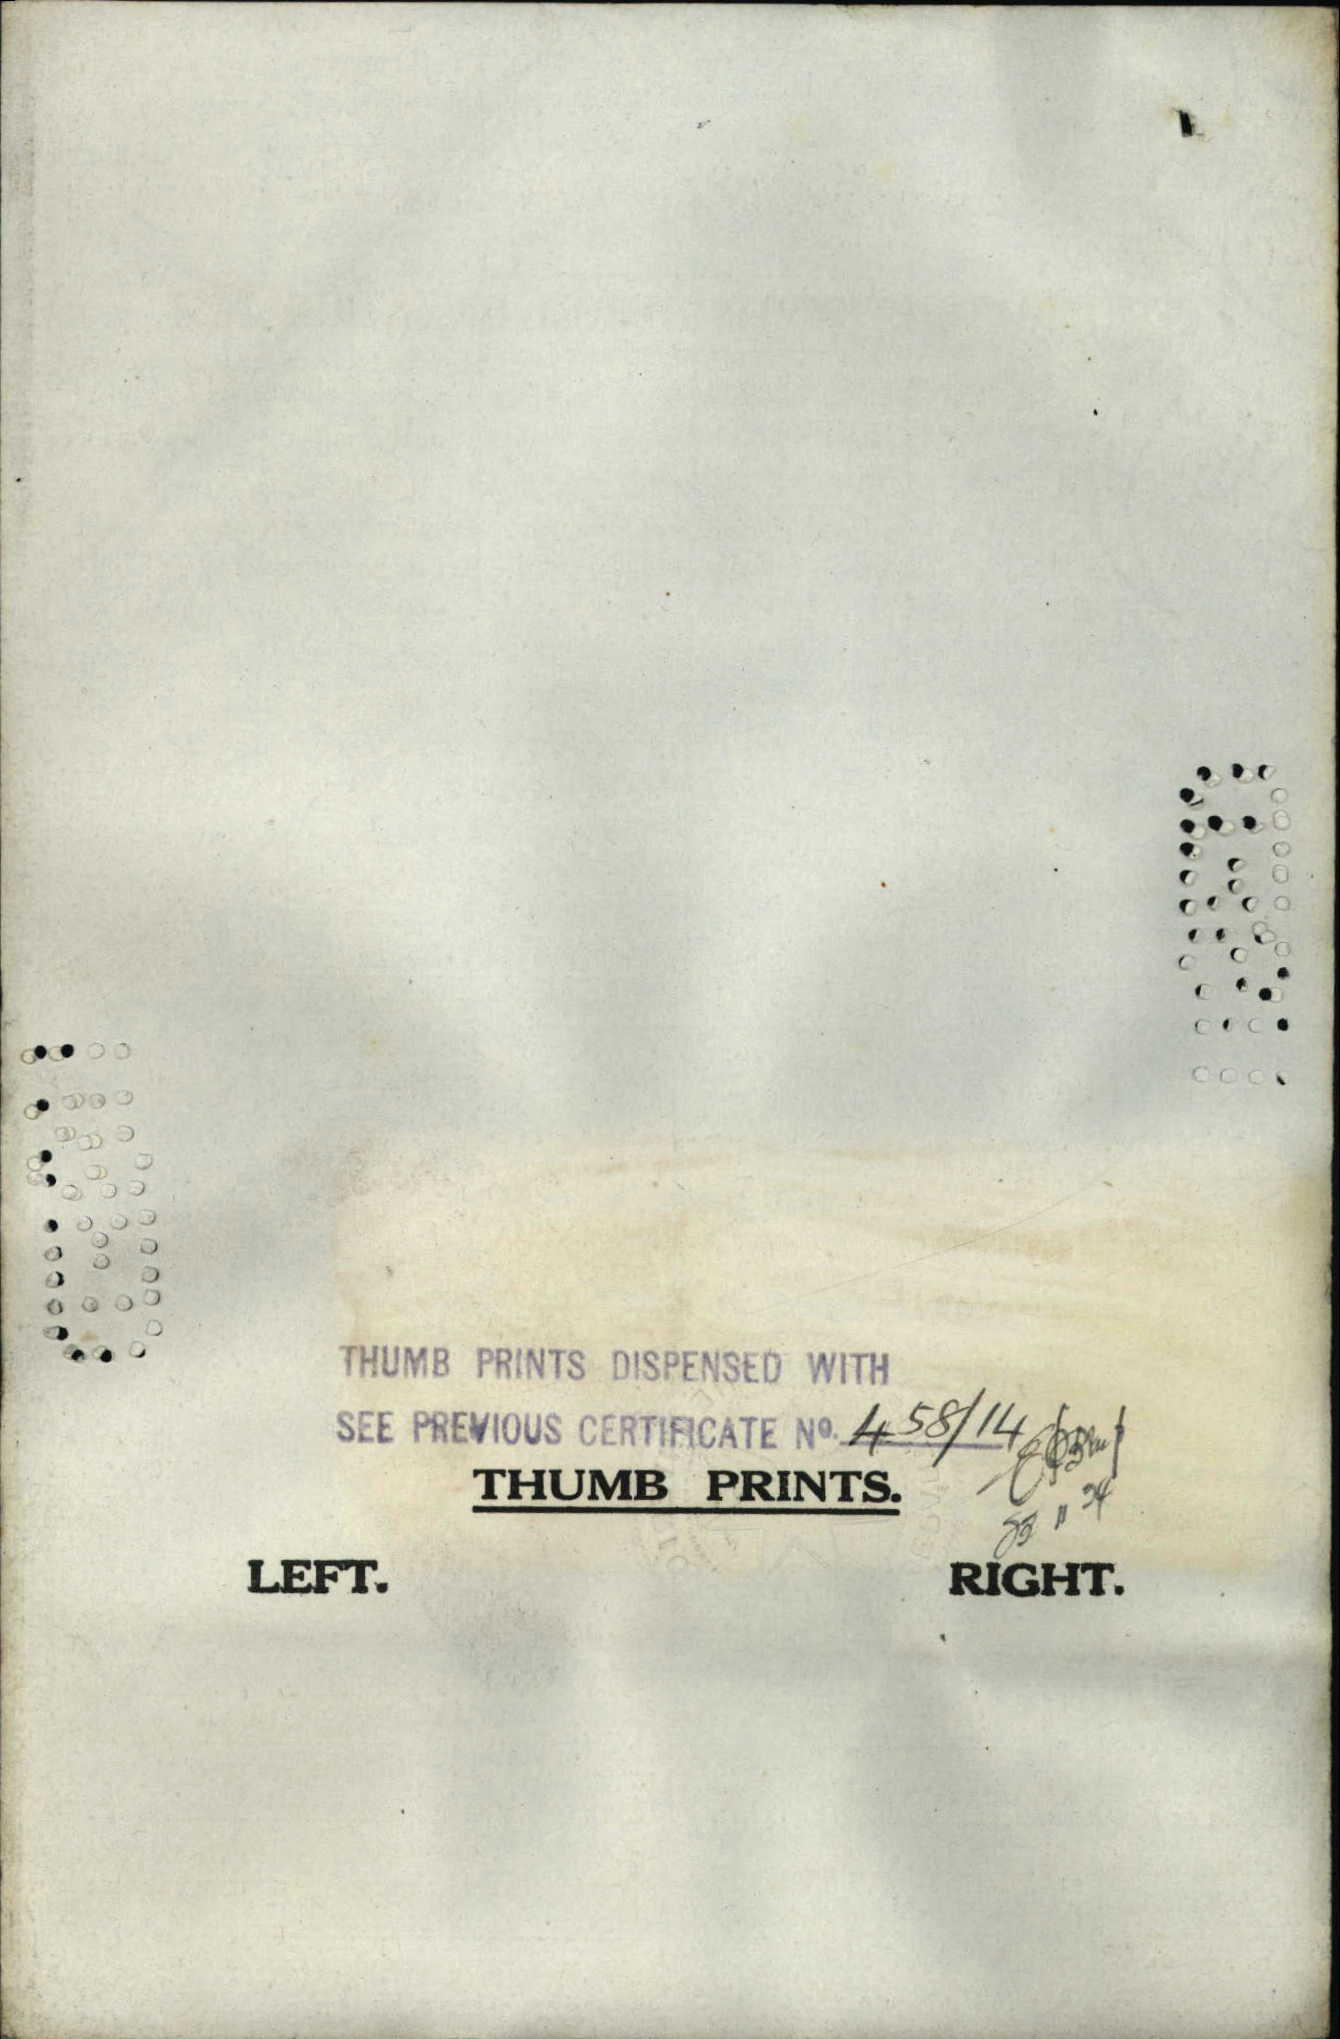 THUMB PRINTS DISPENSED WITH
SEE PREVIOUS CERTIFICATE Nº. 458/14
THUMB PRINTS.
LEFT.
RIGHT.